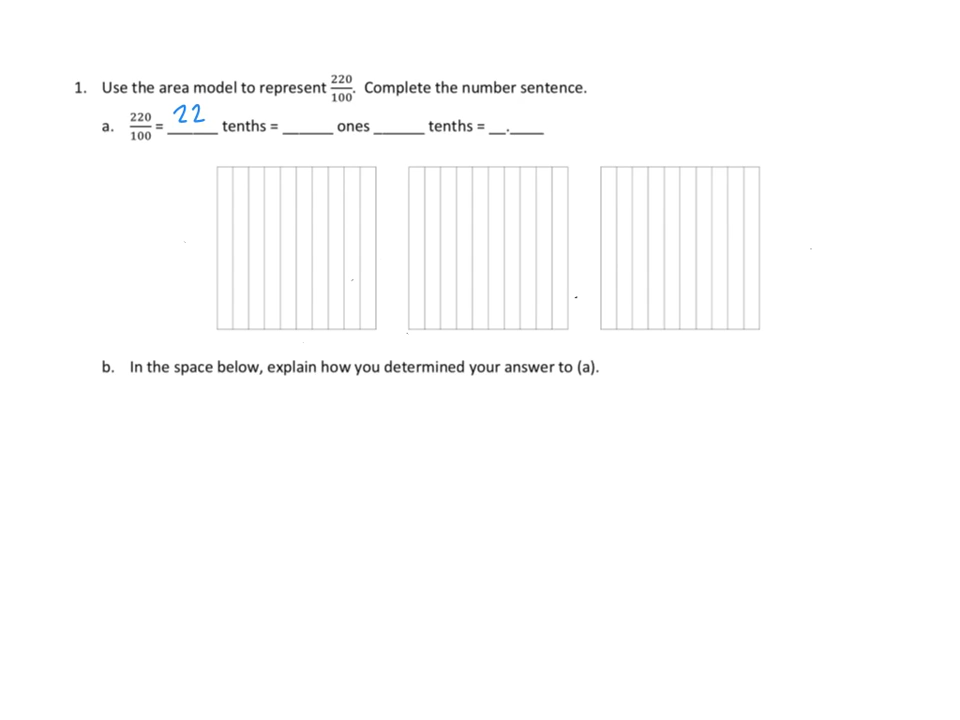 1. Use the area model to represent 220/100. Complete the number sentence.
a. 220/100 = 22 tenths = ______ ones ______ tenths = __.____
b. In the space below, explain how you determined your answer to (a).